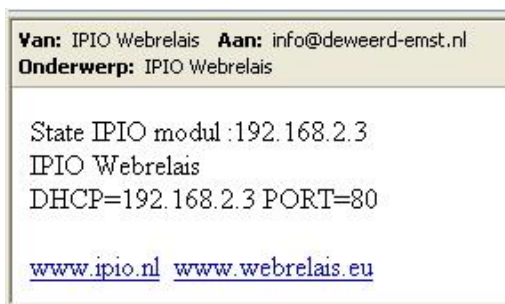 Van: IPIO Webrelais Aan: info@deweerd-emst.nl
Onderwerp: IPIO Webrelais
State IPIO modul :192.168.2.3
IPIO Webrelais
DHCP=192.168.2.3 PORT=80
www.ipio.nl www.webrelais.eu